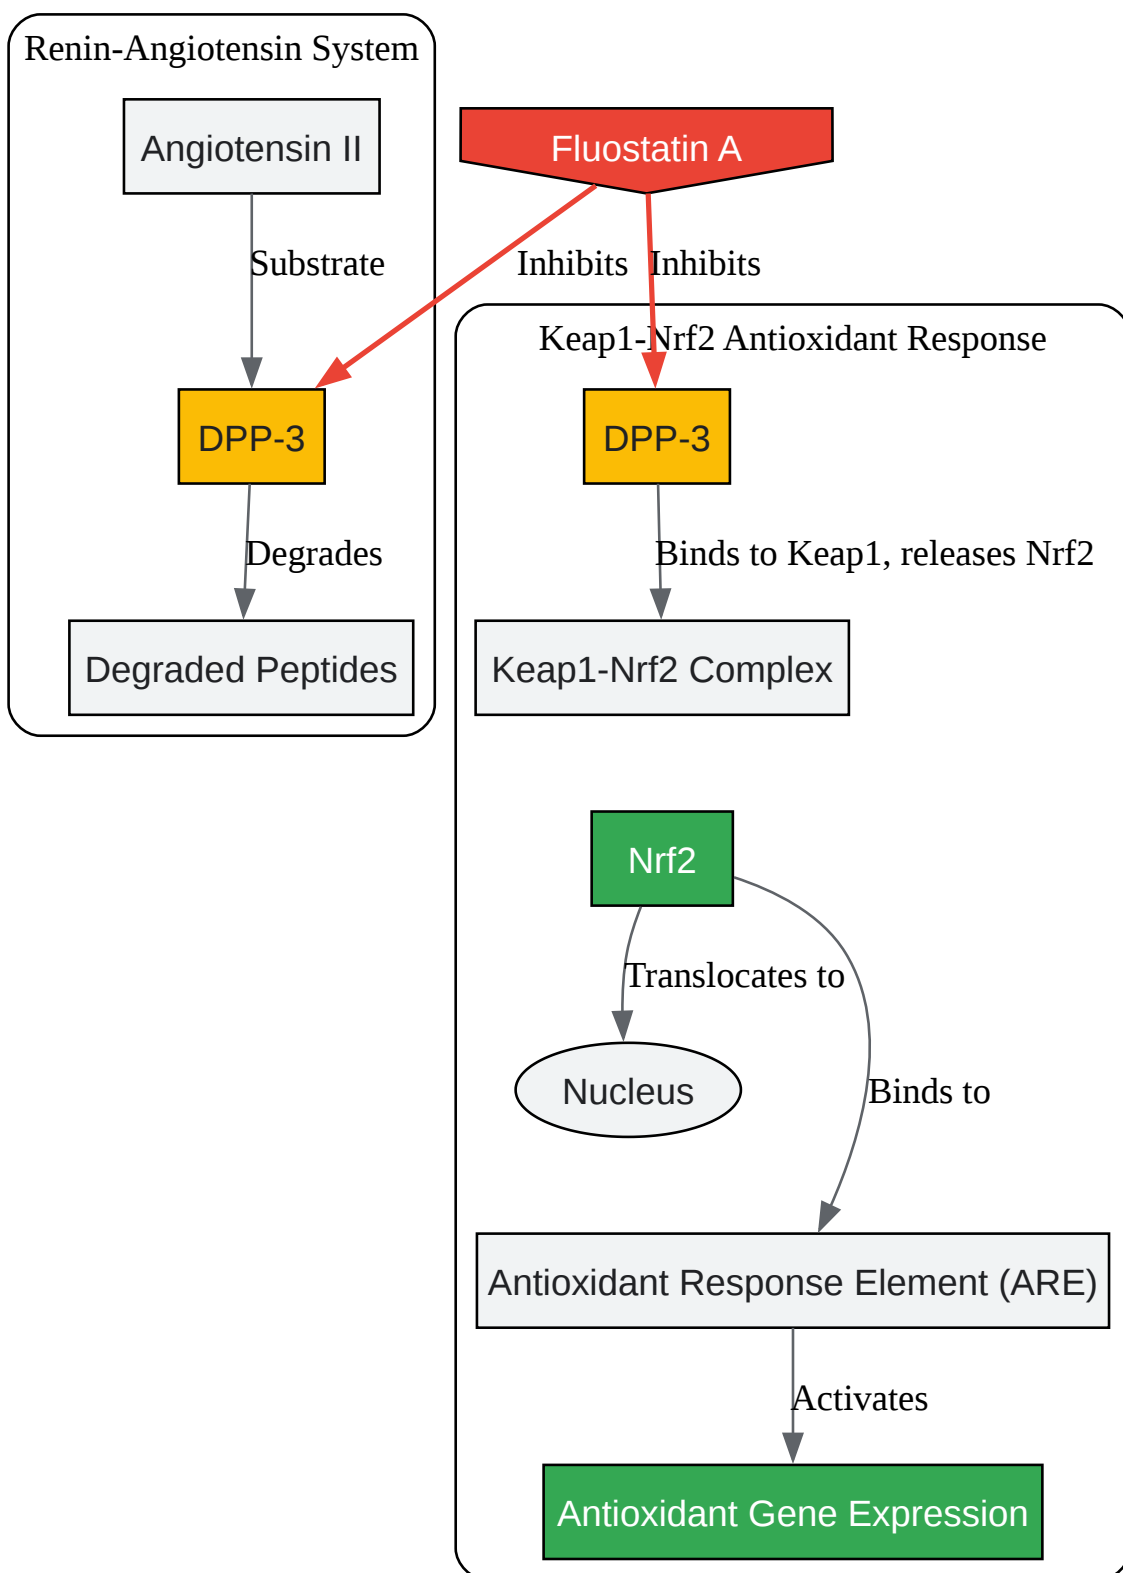 Renin-Angiotensin System
Angiotensin II
Fluostatin A
Substrate
Inhibits
Inhibits
Keap1-Nrf2 Antioxidant Response
DPP-3
DPP-3
Degrades
Binds to Keap1, releases Nrf2
Degraded Peptides
Keap1-Nrf2 Complex
Nrf2
Translocates to
Nucleus
Binds to
Antioxidant Response Element (ARE)
Activates
Antioxidant Gene Expression